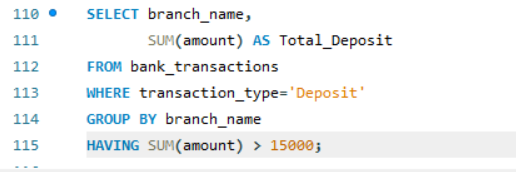 110 SELECT branch_name,
111 SUM(amount) AS Total_Deposit
112 FROM bank_transactions
113 WHERE transaction_type='Deposit'
114 GROUP BY branch_name
115 HAVING SUM(amount) > 15000;